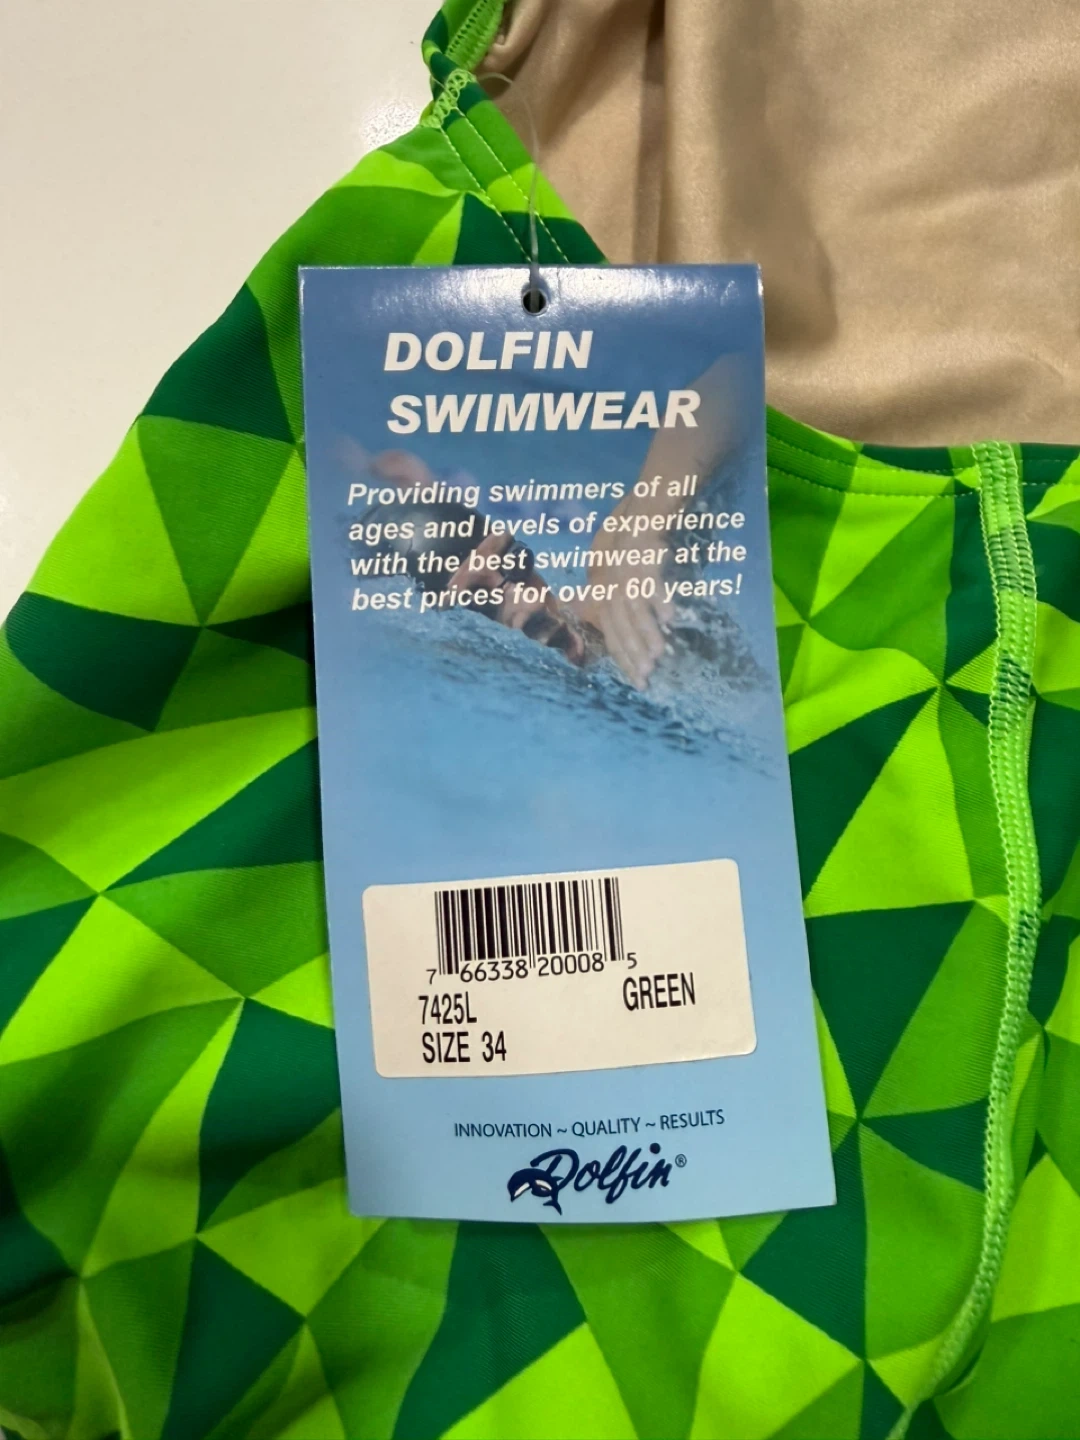 DOLFIN
SWIMWEAR
Providing swimmers of all
ages and levels of experience
with the best swimwear at the
best prices for over 60 years!
7 66338 20008 5
7425L GREEN
SIZE 34
INNOVATION ~ QUALITY ~ RESULTS
Dolfin®